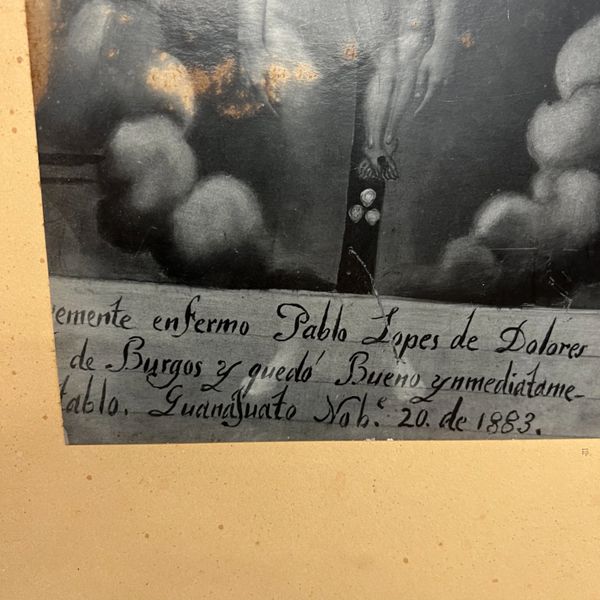 emente enfermo Pablo Lopes de Dolores
de Burgos y quedó Bueno ynmediatame-
tablo. Guanajuato Nob.e 20. de 1883.